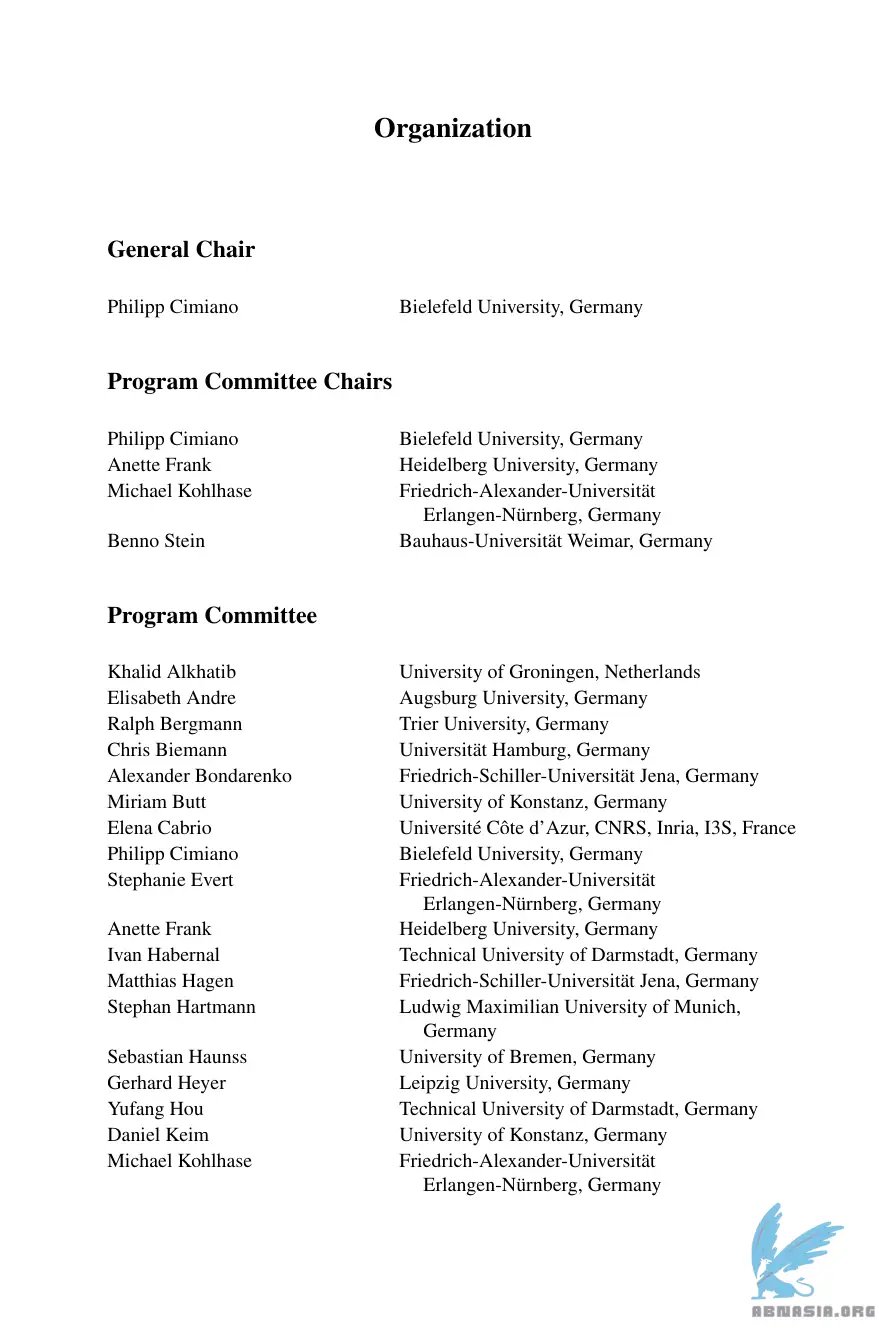 Organization
General Chair
Philipp Cimiano Bielefeld University, Germany
Program Committee Chairs
Philipp Cimiano Bielefeld University, Germany
Anette Frank Heidelberg University, Germany
Michael Kohlhase Friedrich-Alexander-Universität
Erlangen-Nürnberg, Germany
Benno Stein Bauhaus-Universität Weimar, Germany
Program Committee
Khalid Alkhatib University of Groningen, Netherlands
Elisabeth Andre Augsburg University, Germany
Ralph Bergmann Trier University, Germany
Chris Biemann Universität Hamburg, Germany
Alexander Bondarenko Friedrich-Schiller-Universität Jena, Germany
Miriam Butt University of Konstanz, Germany
Elena Cabrio Université Côte d'Azur, CNRS, Inria, I3S, France
Philipp Cimiano Bielefeld University, Germany
Stephanie Evert Friedrich-Alexander-Universität
Erlangen-Nürnberg, Germany
Anette Frank Heidelberg University, Germany
Ivan Habernal Technical University of Darmstadt, Germany
Matthias Hagen Friedrich-Schiller-Universität Jena, Germany
Stephan Hartmann Ludwig Maximilian University of Munich,
Germany
Sebastian Haunss University of Bremen, Germany
Gerhard Heyer Leipzig University, Germany
Yufang Hou Technical University of Darmstadt, Germany
Daniel Keim University of Konstanz, Germany
Michael Kohlhase Friedrich-Alexander-Universität
Erlangen-Nürnberg, Germany
ABNASIA.ORG